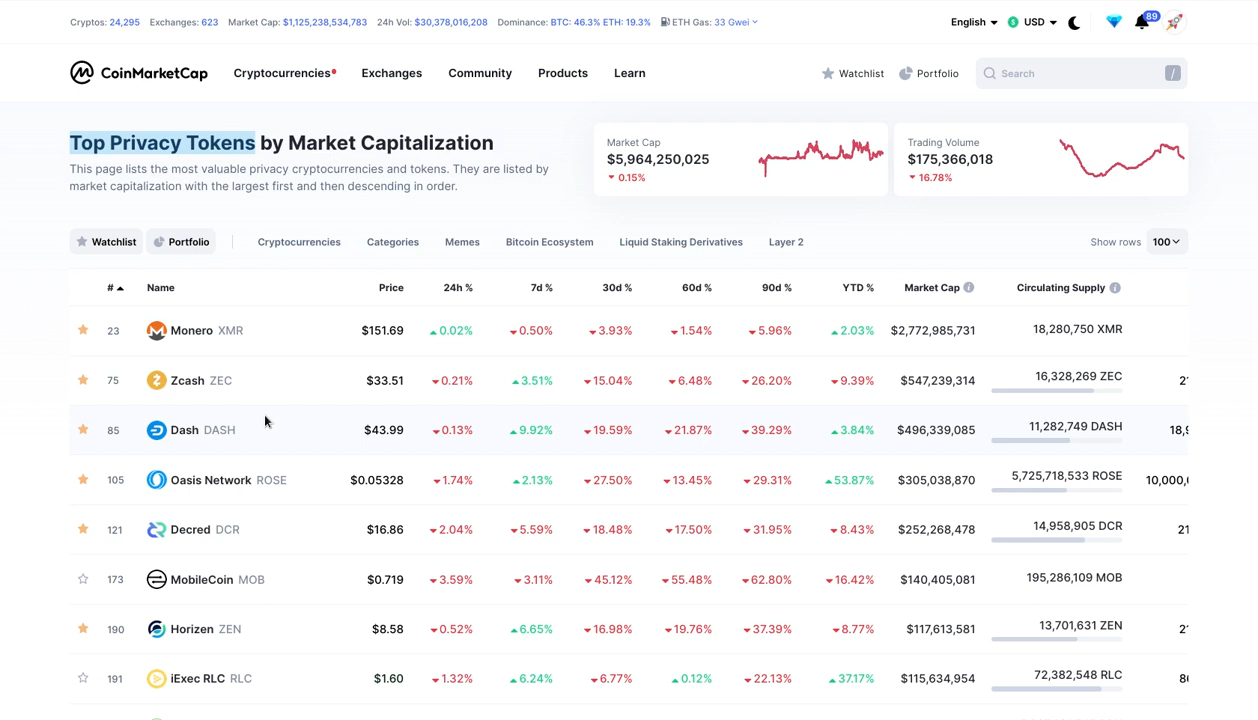 Cryptos: 24,295 Exchanges: 623 Market Cap: $1,125,238,534,783 24h Vol: $30,378,016,208 Dominance: BTC: 46.3% ETH: 19.3% ETH Gas: 33 Gwei English USD 89
CoinMarketCap Cryptocurrencies Exchanges Community Products Learn Watchlist Portfolio Search /
Top Privacy Tokens by Market Capitalization
This page lists the most valuable privacy cryptocurrencies and tokens. They are listed by
market capitalization with the largest first and then descending in order.
Market Cap
$5,964,250,025
0.15%
Trading Volume
$175,366,018
16.78%
Watchlist Portfolio Cryptocurrencies Categories Memes Bitcoin Ecosystem Liquid Staking Derivatives Layer 2 Show rows 100
# Name Price 24h % 7d % 30d % 60d % 90d % YTD % Market Cap Circulating Supply
23 Monero XMR $151.69 0.02% 0.50% 3.93% 1.54% 5.96% 2.03% $2,772,985,731 18,280,750 XMR
75 Zcash ZEC $33.51 0.21% 3.51% 15.04% 6.48% 26.20% 9.39% $547,239,314 16,328,269 ZEC
85 Dash DASH $43.99 0.13% 9.92% 19.59% 21.87% 39.29% 3.84% $496,339,085 11,282,749 DASH 18,9
105 Oasis Network ROSE $0.05328 1.74% 2.13% 27.50% 13.45% 29.31% 53.87% $305,038,870 5,725,718,533 ROSE 10,000,
121 Decred DCR $16.86 2.04% 5.59% 18.48% 17.50% 31.95% 8.43% $252,268,478 14,958,905 DCR 21
173 MobileCoin MOB $0.719 3.59% 3.11% 45.12% 55.48% 62.80% 16.42% $140,405,081 195,286,109 MOB
190 Horizen ZEN $8.58 0.52% 6.65% 16.98% 19.76% 37.39% 8.77% $117,613,581 13,701,631 ZEN
191 iExec RLC RLC $1.60 1.32% 6.24% 6.77% 0.12% 22.13% 37.17% $115,634,954 72,382,548 RLC